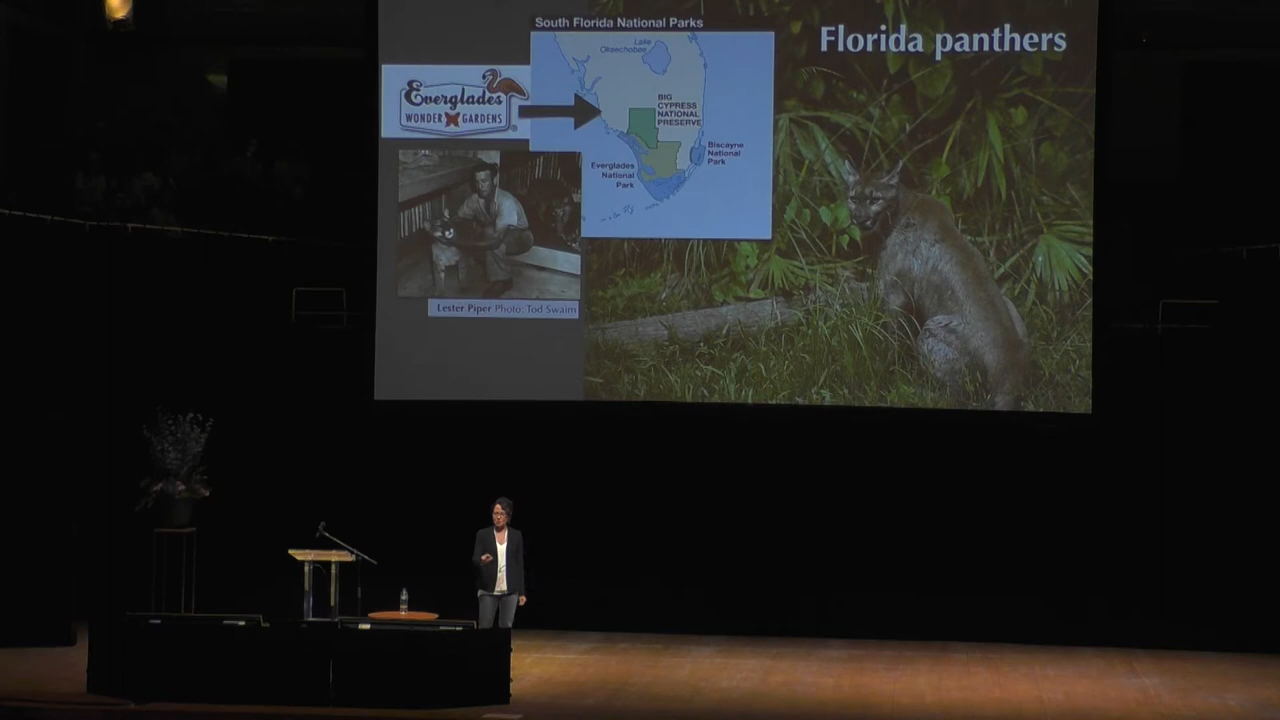 South Florida National Parks
Florida panthers
Lake
Okeechobee
Everglades
WONDER GARDENS
BIG
CYPRESS
NATIONAL
PRESERVE
Biscayne
National
Park
Everglades
National
Park
Lester Piper Photo: Tod Swaim